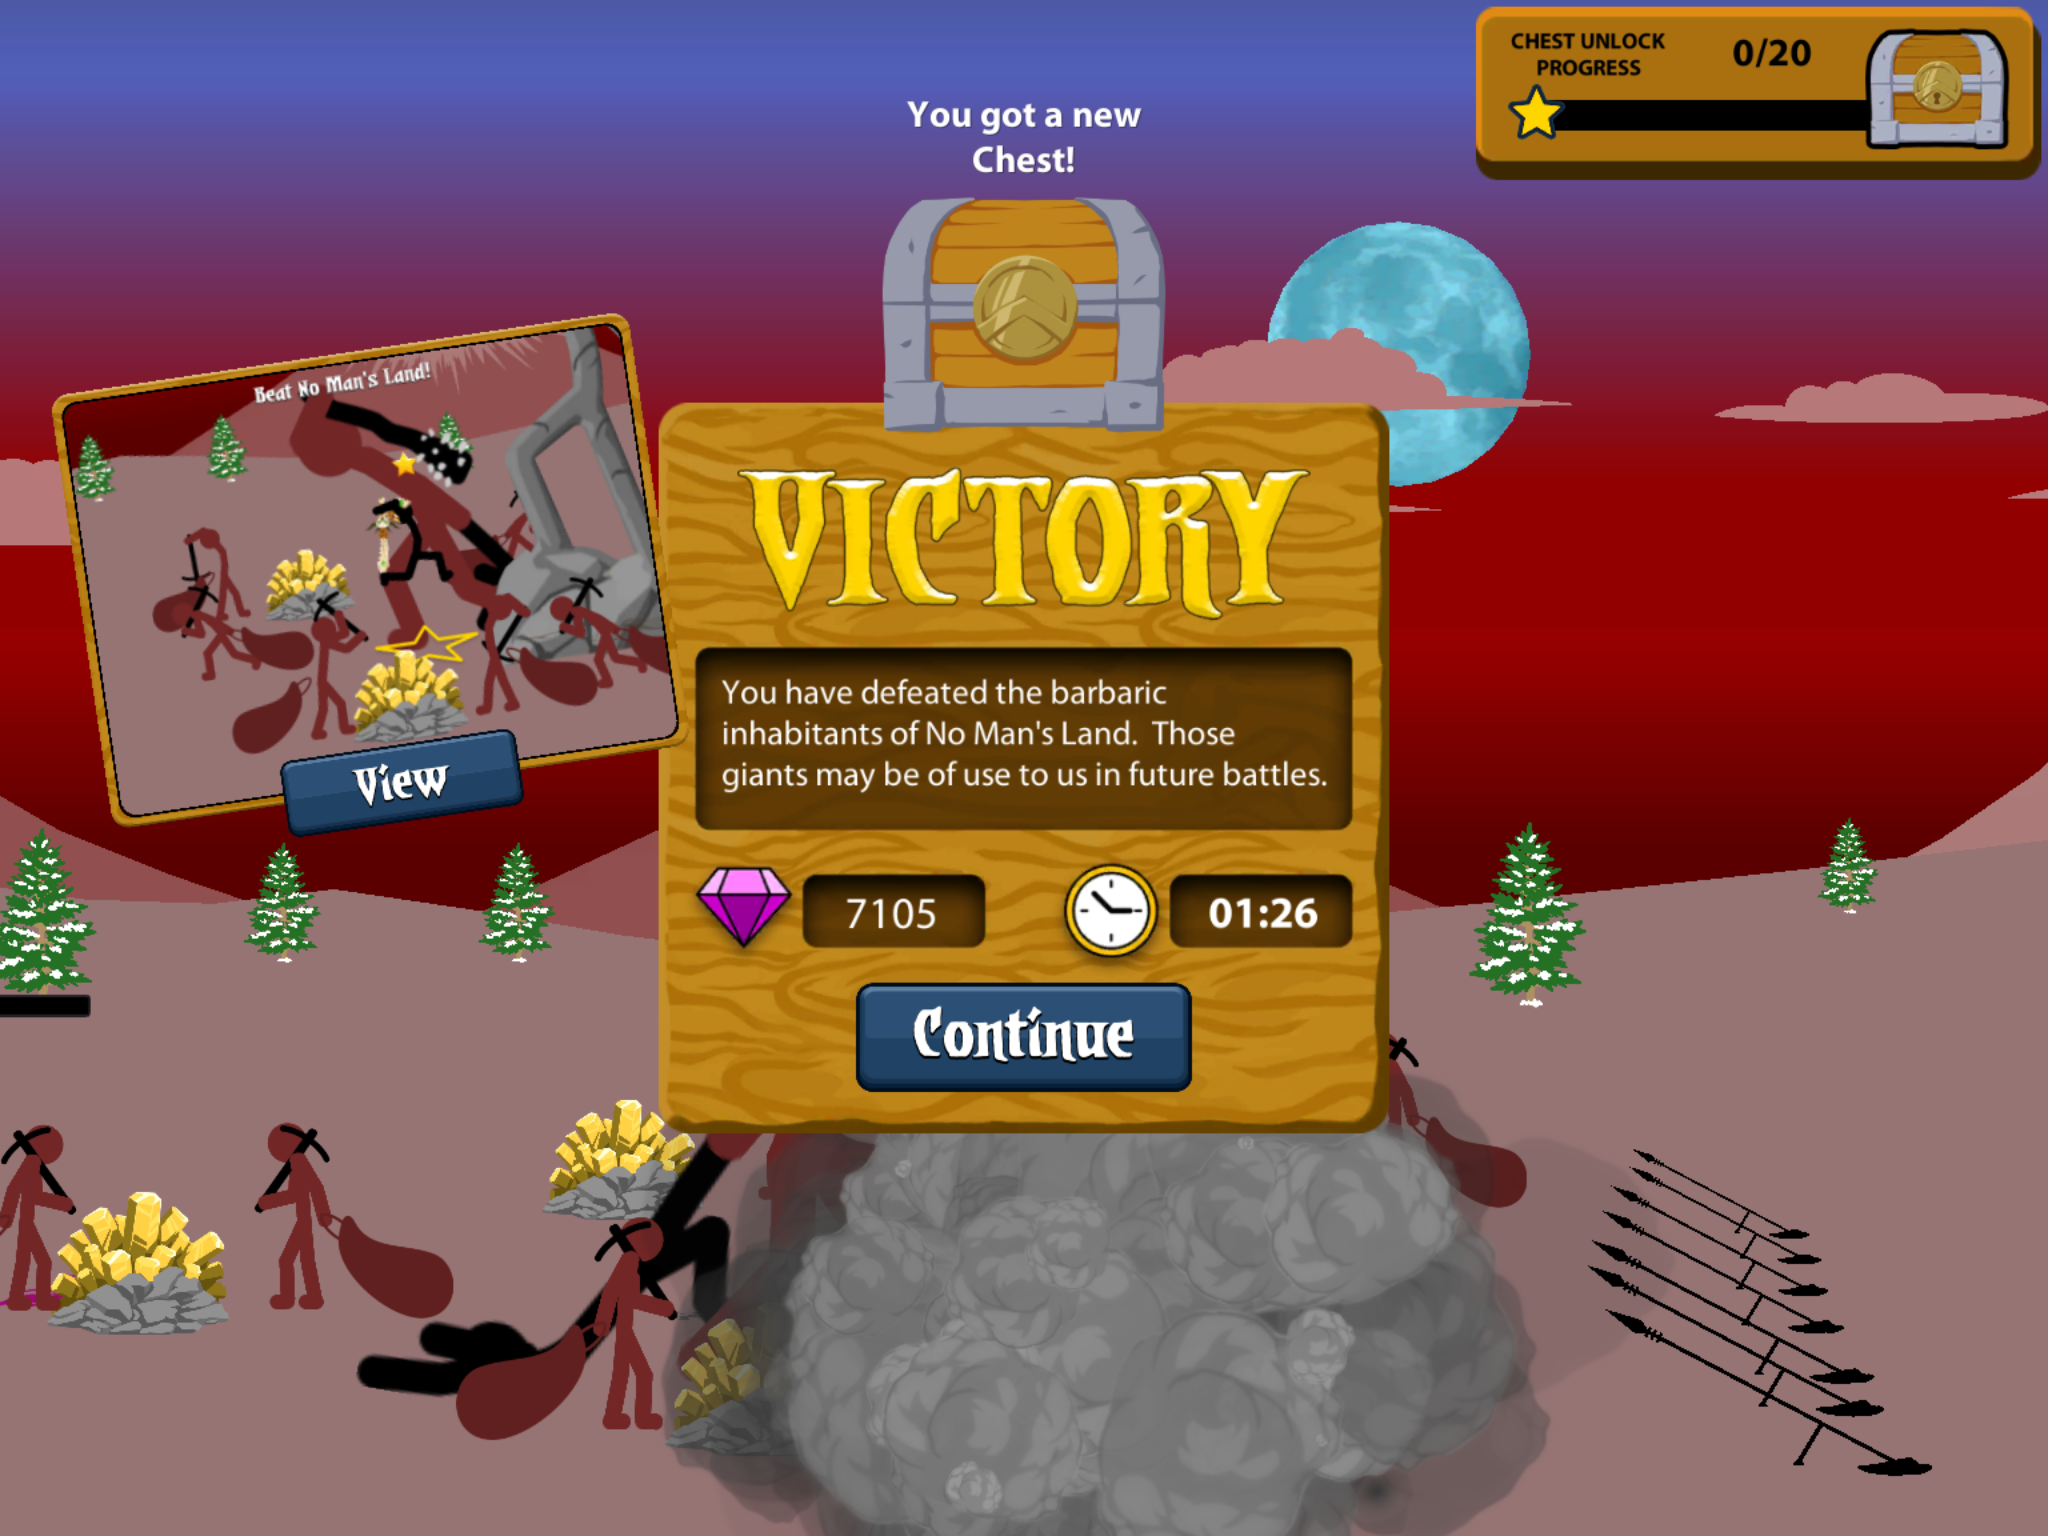 CHEST UNLOCK
PROGRESS
0/20
You got a new
Chest!
Beat No Man's Land!
View
VICTORY
You have defeated the barbaric
inhabitants of No Man's Land.  Those
giants may be of use to us in future battles.
7105
01:26
Continue